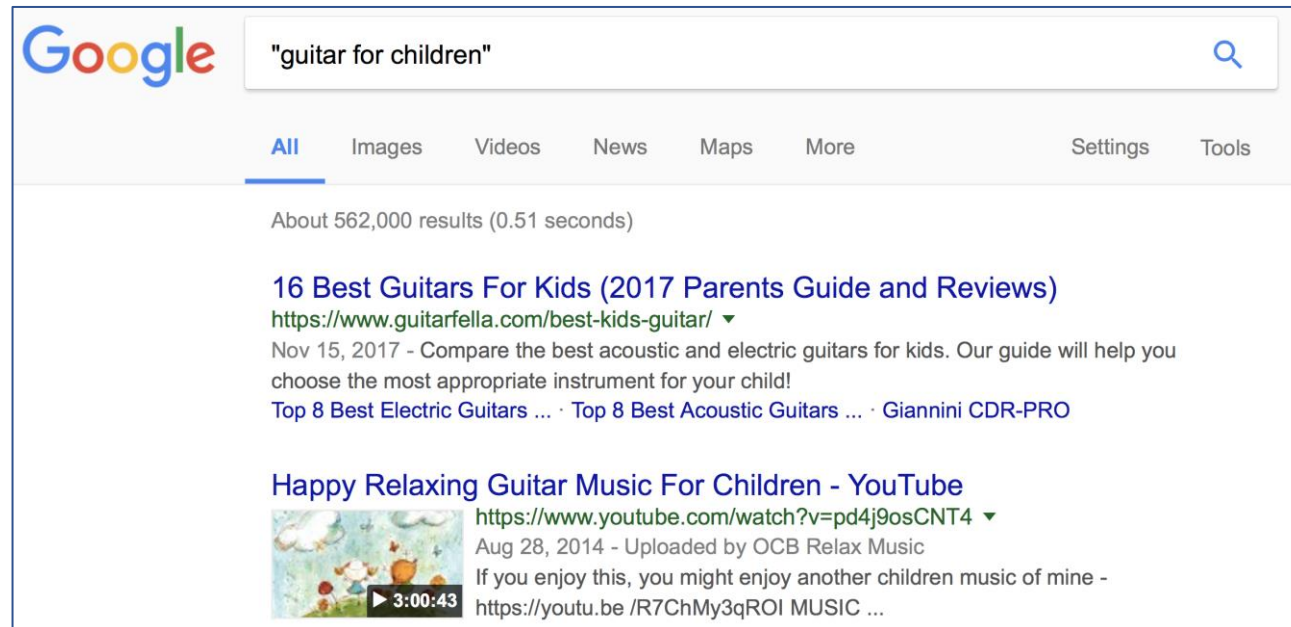 Google
"guitar for children"
All Images Videos News Maps More Settings Tools
About 562,000 results (0.51 seconds)
16 Best Guitars For Kids (2017 Parents Guide and Reviews)
https://www.guitarfella.com/best-kids-guitar/
Nov 15, 2017 - Compare the best acoustic and electric guitars for kids. Our guide will help you
choose the most appropriate instrument for your child!
Top 8 Best Electric Guitars ... · Top 8 Best Acoustic Guitars ... · Giannini CDR-PRO
Happy Relaxing Guitar Music For Children - YouTube
https://www.youtube.com/watch?v=pd4j9osCNT4
Aug 28, 2014 - Uploaded by OCB Relax Music
If you enjoy this, you might enjoy another children music of mine -
3:00:43
https://youtu.be /R7ChMy3qROI MUSIC ...